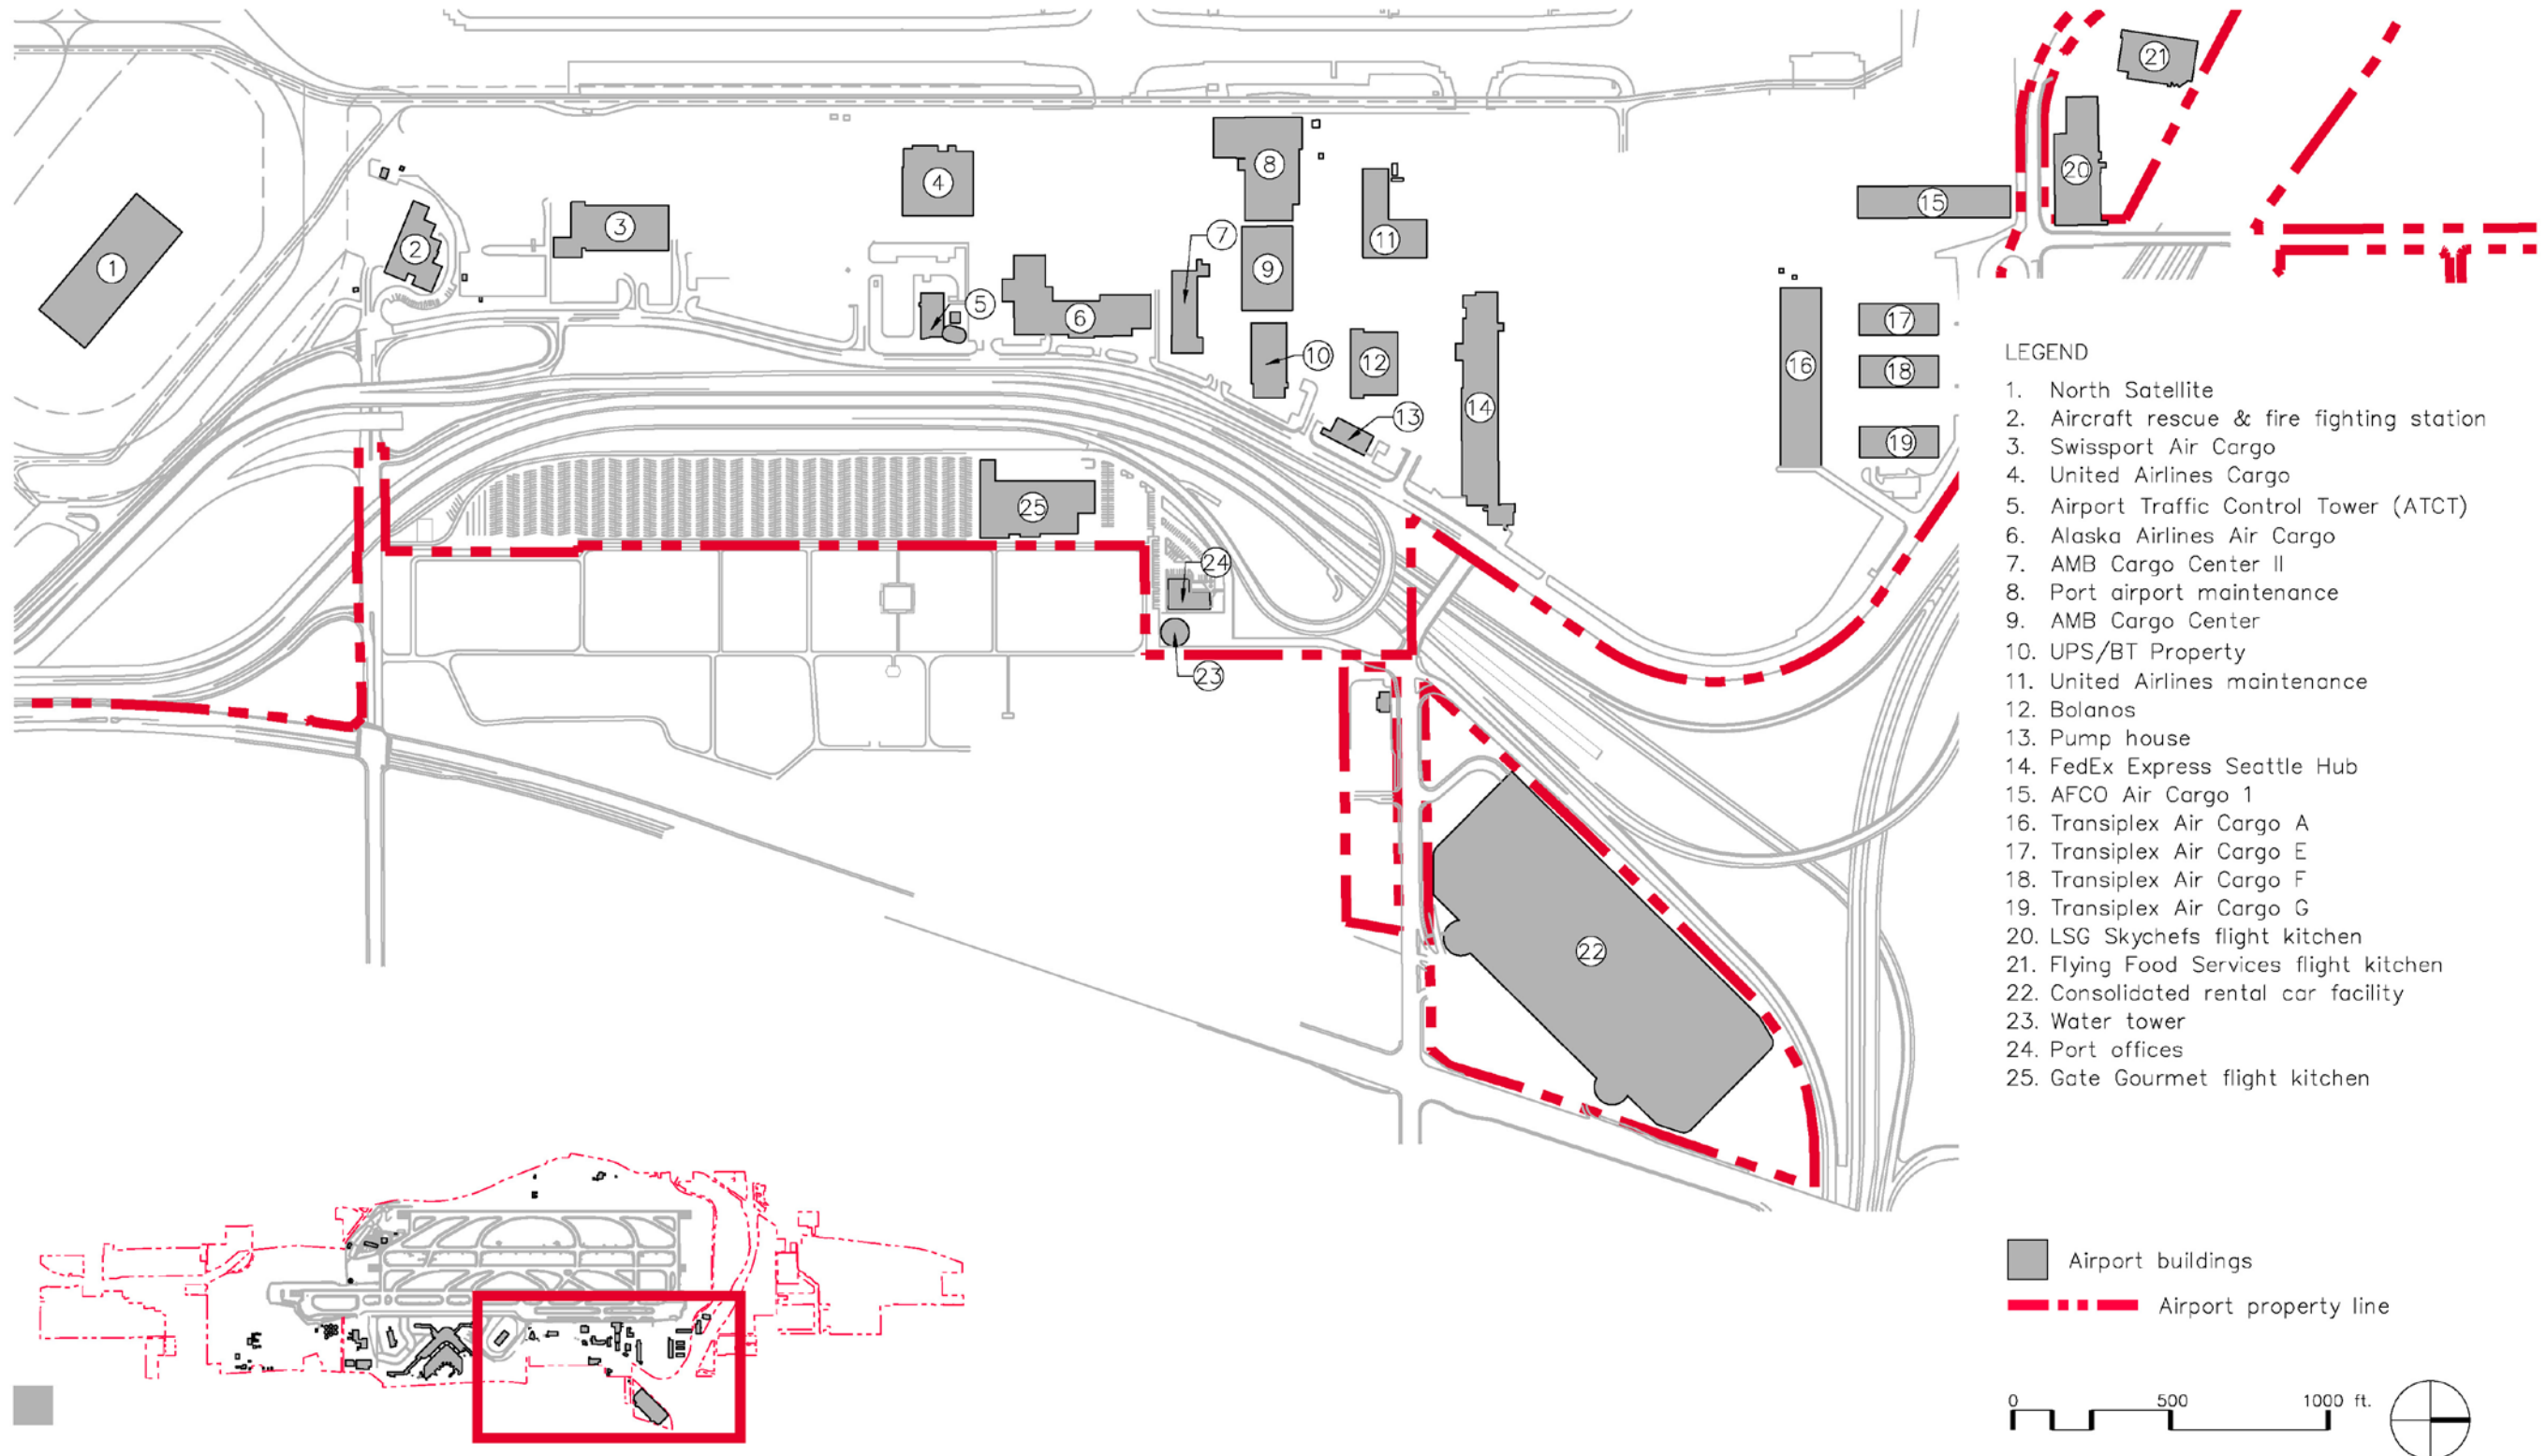 21
4
8
20
3
15
7
2
11
1
9
5
6
17
10
12
16
18
13
14
19
25
24
23
22
LEGEND
1. North Satellite
2. Aircraft rescue & fire fighting station
3. Swissport Air Cargo
4. United Airlines Cargo
5. Airport Traffic Control Tower (ATCT)
6. Alaska Airlines Air Cargo
7. AMB Cargo Center II
8. Port airport maintenance
9. AMB Cargo Center
10. UPS/BT Property
11. United Airlines maintenance
12. Bolanos
13. Pump house
14. FedEx Express Seattle Hub
15. AFCO Air Cargo 1
16. Transiplex Air Cargo A
17. Transiplex Air Cargo E
18. Transiplex Air Cargo F
19. Transiplex Air Cargo G
20. LSG Skychefs flight kitchen
21. Flying Food Services flight kitchen
22. Consolidated rental car facility
23. Water tower
24. Port offices
25. Gate Gourmet flight kitchen
Airport buildings
Airport property line
0 500 1000 ft.